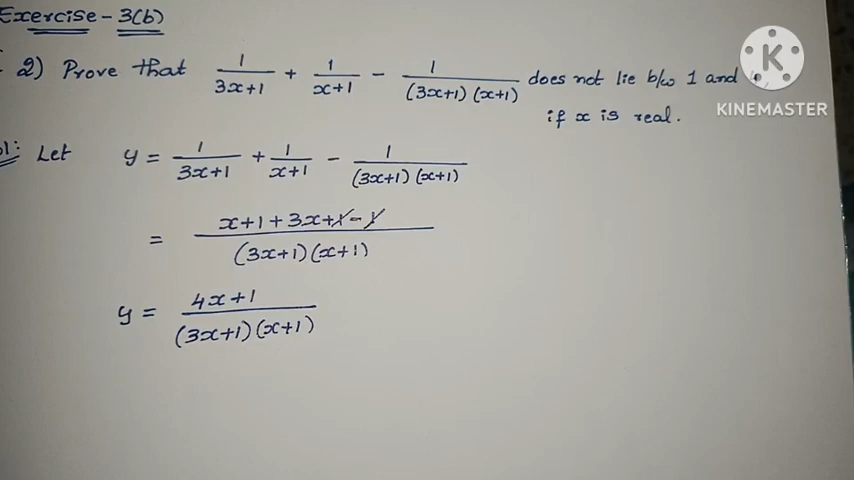 Exercise - 3(b)
2) Prove that 1/(3x+1) + 1/(x+1) - 1/((3x+1)(x+1)) does not lie b/w 1 and 4,
if x is real.
Let y = 1/(3x+1) + 1/(x+1) - 1/((3x+1)(x+1))
= (x+1+3x+1-1)/((3x+1)(x+1))
y = (4x+1)/((3x+1)(x+1))
K
KINEMASTER